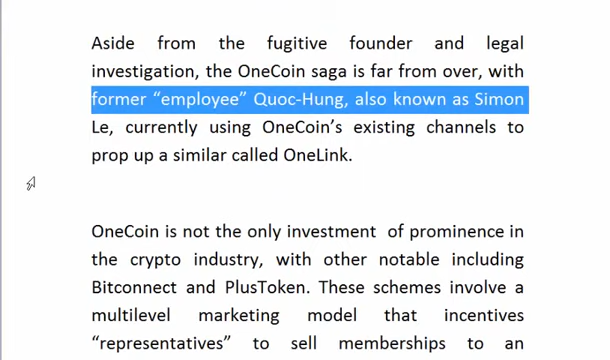 Aside from the fugitive founder and legal
investigation, the OneCoin saga is far from over, with
former “employee” Quoc-Hung, also known as Simon
Le, currently using OneCoin’s existing channels to
prop up a similar called OneLink.
OneCoin is not the only investment of prominence in
the crypto industry, with other notable including
Bitconnect and PlusToken. These schemes involve a
multilevel marketing model that incentives
“representatives” to sell memberships to an